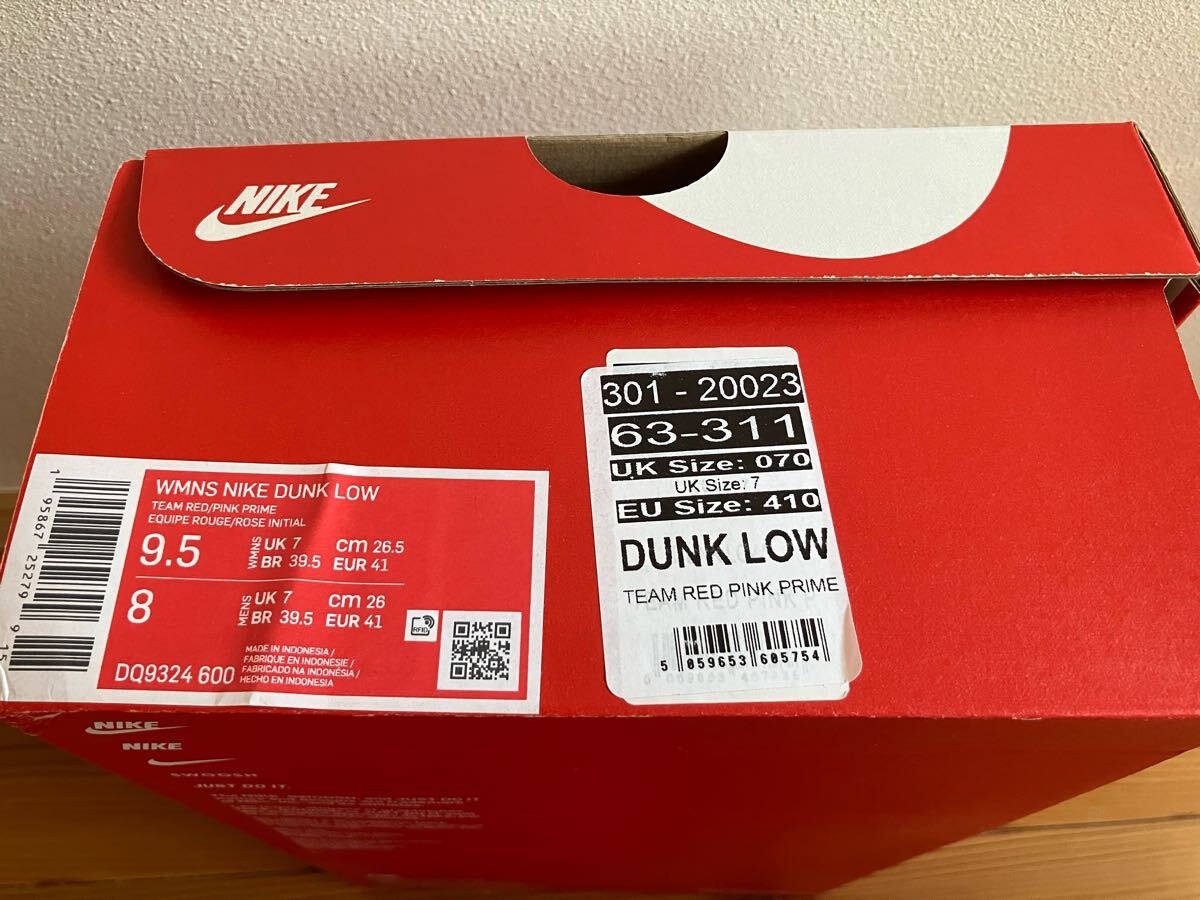 NIKE
301 - 20023
63-311
UK Size: 070
UK Size: 7
EU Size: 410
DUNK LOW
TEAM RED PINK PRIME
5 059653 605754
WMNS NIKE DUNK LOW
TEAM RED/PINK PRIME
EQUIPE ROUGE/ROSE INITIAL
9.5 WMNS UK 7 cm 26.5
BR 39.5 EUR 41
8 MENS UK 7 cm 26
BR 39.5 EUR 41
RFID
DQ9324 600
MADE IN INDONESIA /
FABRIQUE EN INDONESIE /
FABRICADO NA INDONÉSIA /
HECHO EN INDONESIA
1 95867 25279 9
15
NIKE
NIKE
SWOOSH
JUST DO IT.